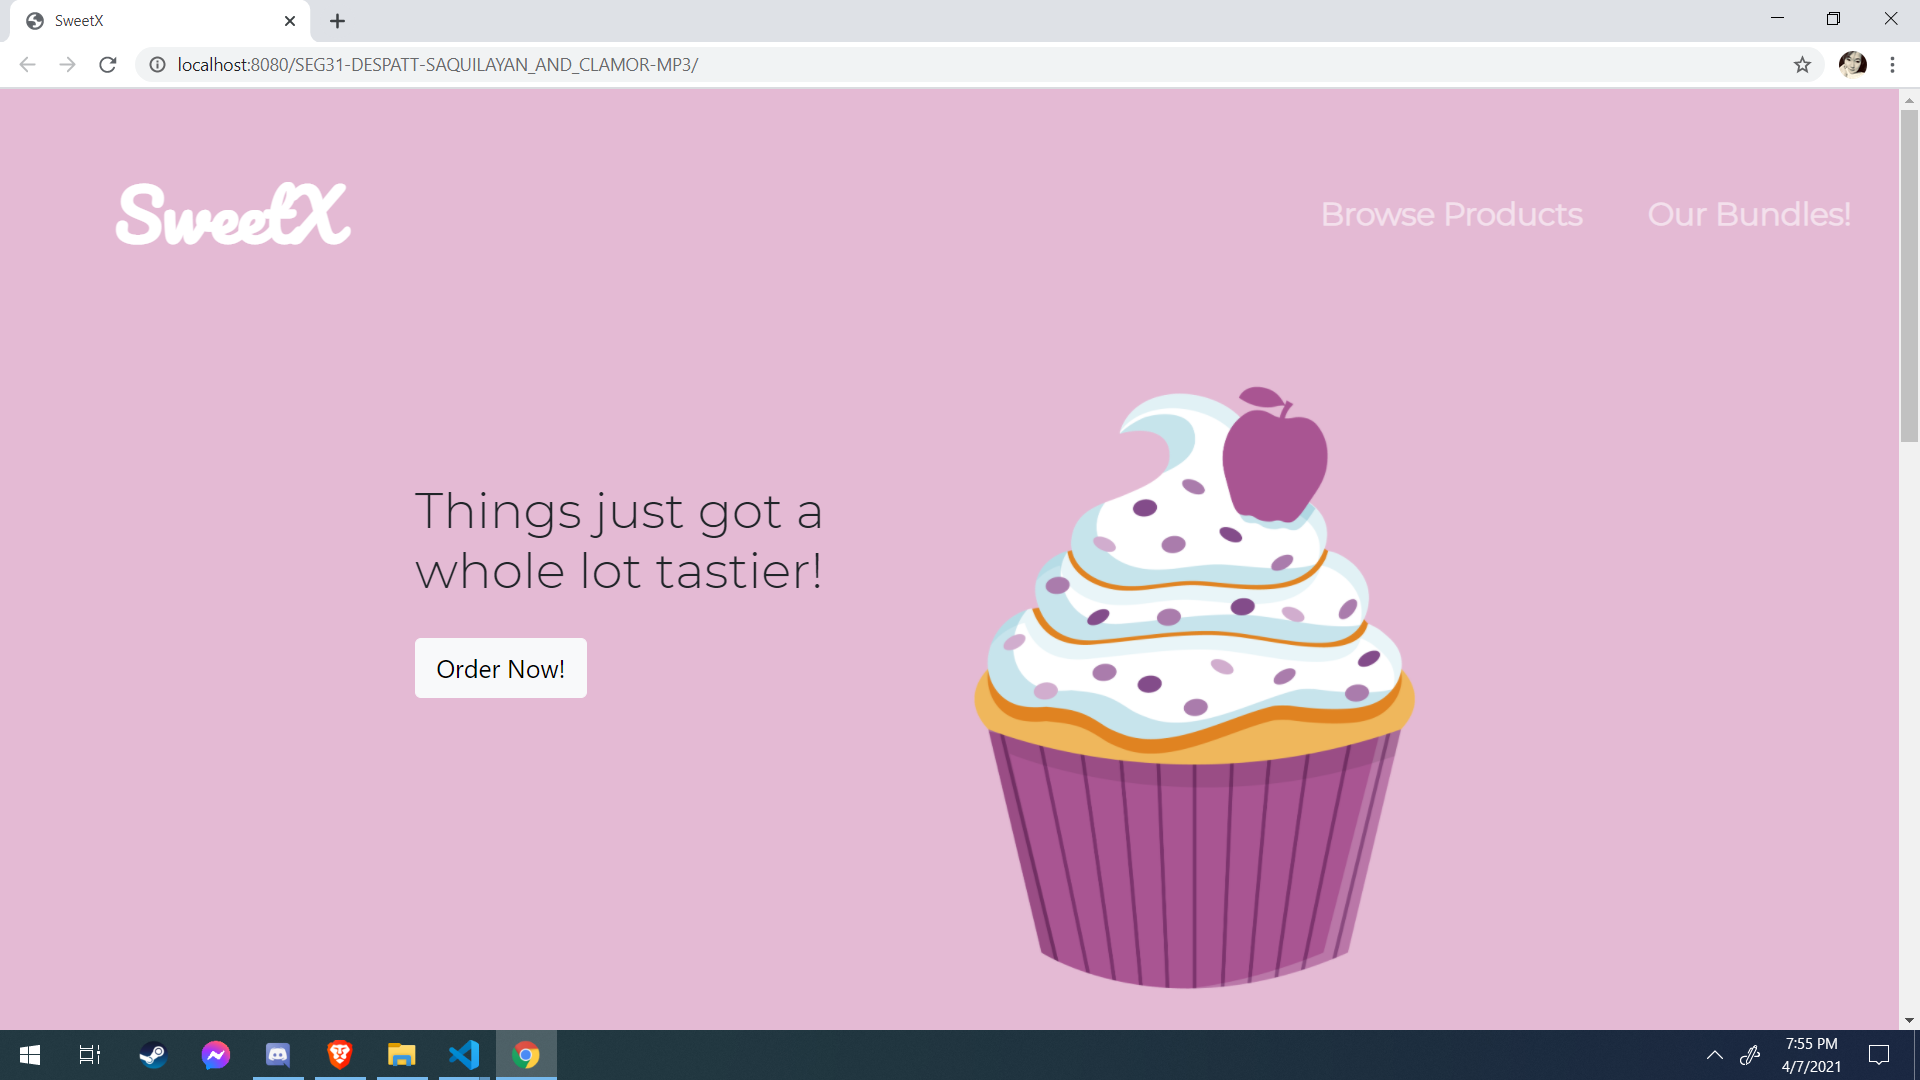 SweetX
localhost:8080/SEG31-DESPATT-SAQUILAYAN_AND_CLAMOR-MP3/
SweetX
Browse Products
Our Bundles!
Things just got a
whole lot tastier!
Order Now!
7:55 PM
4/7/2021